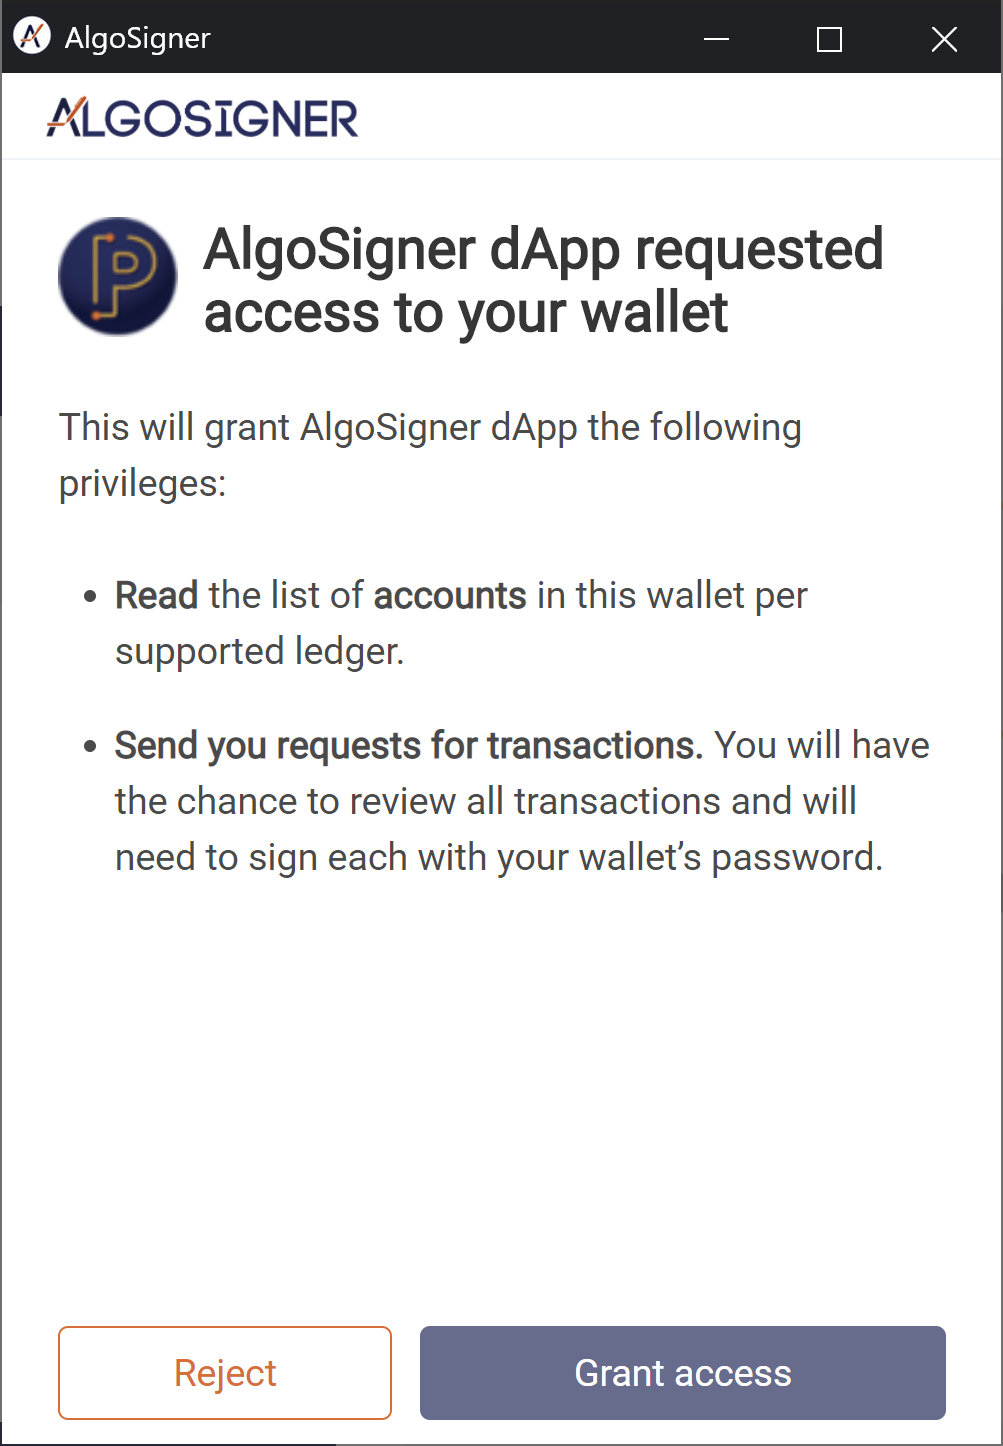 AlgoSigner
ALGOSIGNER
P
AlgoSigner dApp requested
access to your wallet
This will grant AlgoSigner dApp the following
privileges:
• Read the list of accounts in this wallet per
supported ledger.
• Send you requests for transactions. You will have
the chance to review all transactions and will
need to sign each with your wallet’s password.
Reject
Grant access